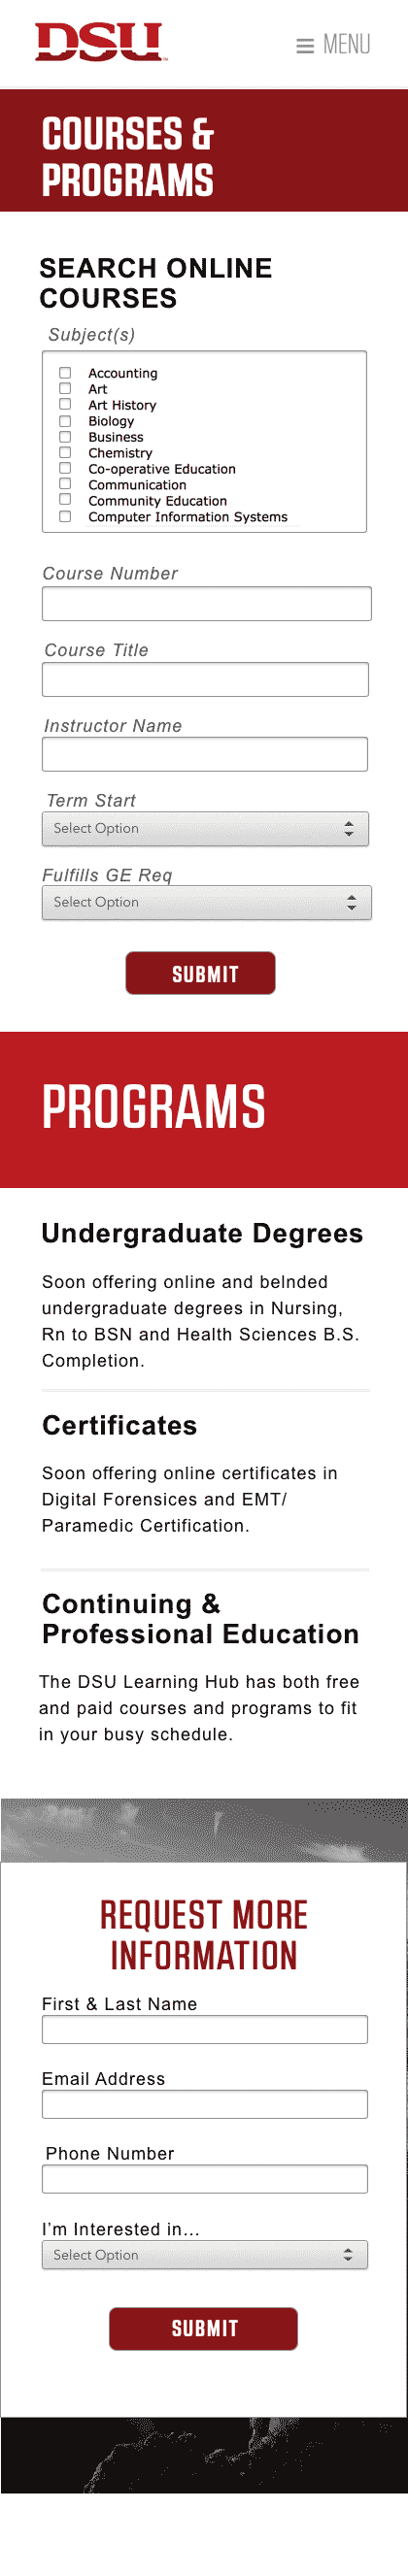 DSU
MENU
COURSES &
PROGRAMS
SEARCH ONLINE
COURSES
Subject(s)
Accounting
Art
Art History
Biology
Business
Chemistry
Co-operative Education
Communication
Community Education
Computer Information Systems
Course Number
Course Title
Instructor Name
Term Start
Select Option
Fulfills GE Req
Select Option
SUBMIT
PROGRAMS
Undergraduate Degrees
Soon offering online and belnded
undergraduate degrees in Nursing,
Rn to BSN and Health Sciences B.S.
Completion.
Certificates
Soon offering online certificates in
Digital Forensices and EMT/
Paramedic Certification.
Continuing &
Professional Education
The DSU Learning Hub has both free
and paid courses and programs to fit
in your busy schedule.
REQUEST MORE
INFORMATION
First & Last Name
Email Address
Phone Number
I'm Interested in...
Select Option
SUBMIT